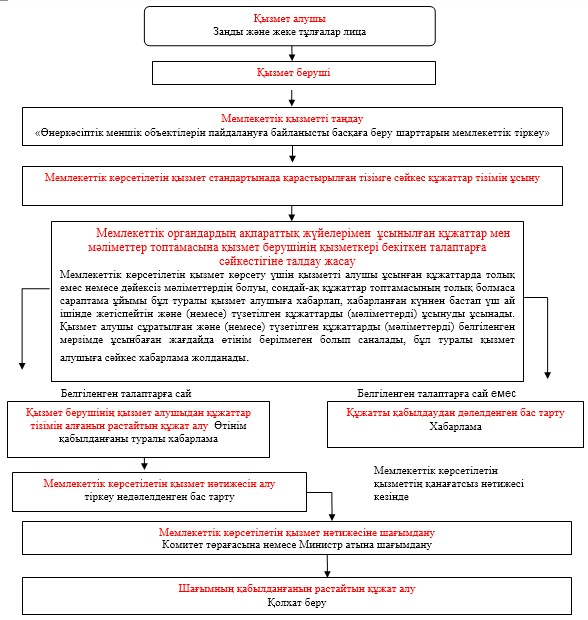 Қызмет алушы
Заңды және жеке тұлғалар лица
Қызмет беруші
Мемлекеттік қызметті таңдау
«Өнеркәсіптік меншік объектілерін пайдалануға байланысты басқаға беру шарттарын мемлекеттік тіркеу»
Мемлекеттік көрсетілетін қызмет стандартынада қарастырылған тізімге сәйкес құжаттар тізімін ұсыну
Мемлекеттік органдардың ақпараттық жүйелерімен ұсынылған құжаттар мен
мәліметтер топтамасына қызмет берушінің қызметкері бекіткен талаптарға
сәйкестігіне талдау жасау
Мемлекеттік көрсетілетін қызмет көрсету үшін қызметті алушы ұсынған құжаттарда толық
емес немесе дәйексіз мәліметтердің болуы, сондай-ақ құжаттар топтамасының толық болмаса
сараптама ұйымы бұл туралы қызмет алушыға хабарлап, хабарланған күннен бастап үш ай
ішінде жетіспейтін және (немесе) түзетілген құжаттарды (мәліметтерді) ұсынуды ұсынады.
Қызмет алушы сұратылған және (немесе) түзетілген құжаттарды (мәліметтерді) белгіленген
мерзімде ұсынбаған жағдайда өтінім берілмеген болып саналады, бұл туралы қызмет
алушыға сәйкес хабарлама жолданады.
Белгіленген талаптарға сай
Белгіленген талаптарға сай емес
Қызмет берушінің қызмет алушыдан құжаттар
тізімін алғанын растайтын құжат алу Өтінім
қабылданғаны туралы хабарлама
Құжатты қабылдаудан дәлелденген бас тарту
Хабарлама
Мемлекеттік көрсетілетін қызмет нәтижесін алу
тіркеу недәлелденген бас тарту
Мемлекеттік көрсетілетін
қызметтің қанағатсыз нәтижесі
кезінде
Мемлекеттік көрсетілетін қызмет нәтижесіне шағымдану
Комитет төрағасына немесе Министр атына шағымдану
Шағымның қабылданғанын растайтын құжат алу
Қолхат беру